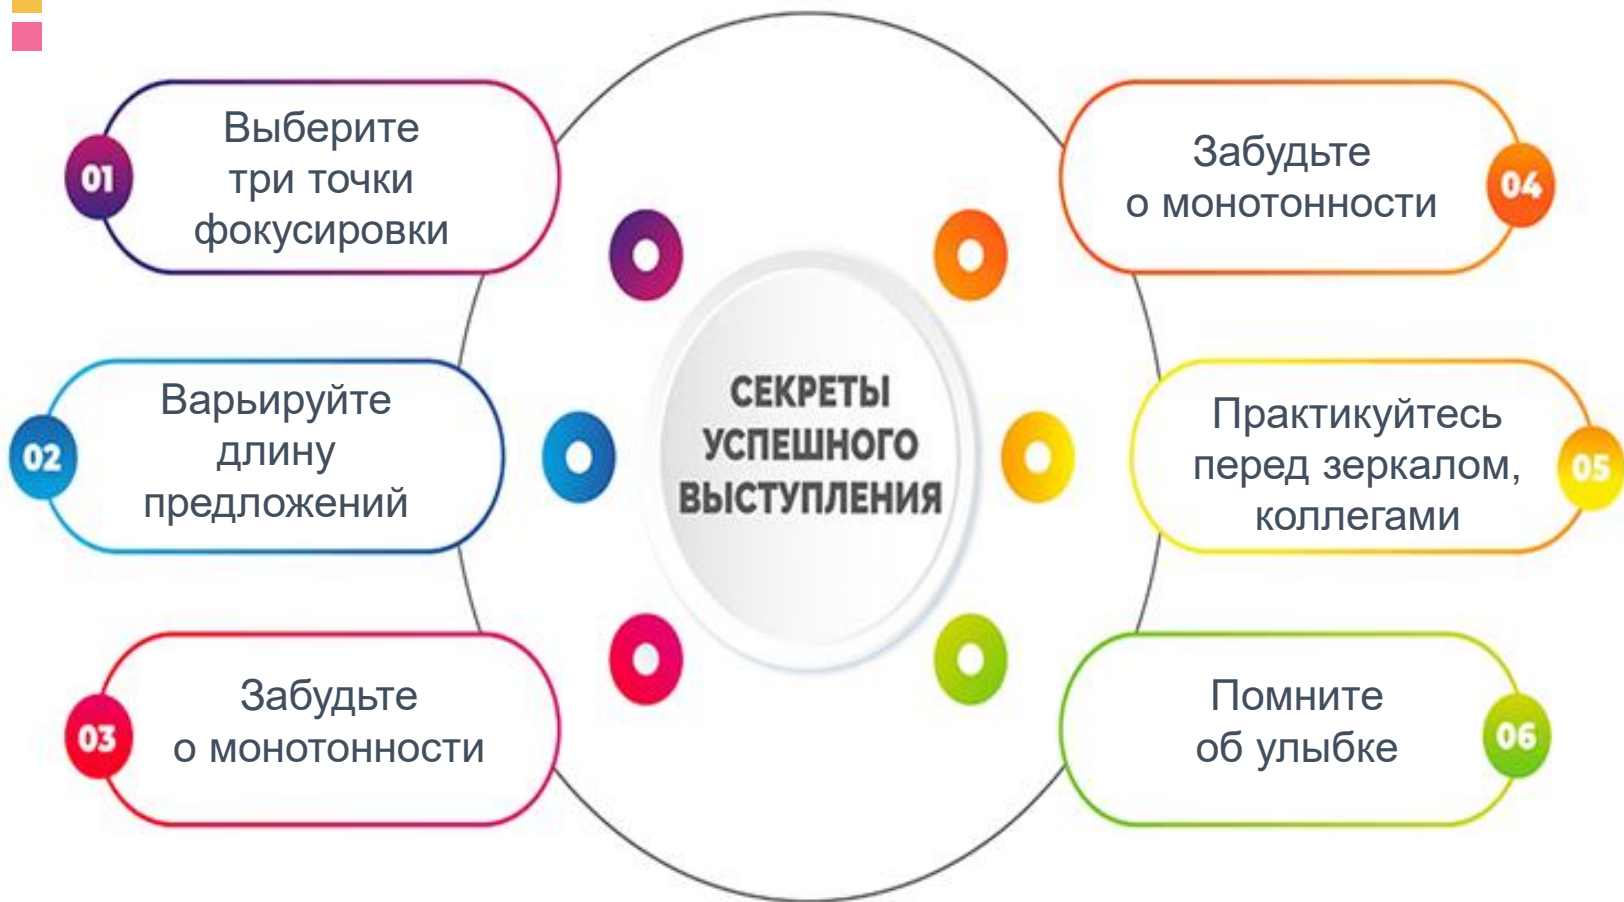 01
Выберите
три точки
фокусировки
02
Варьируйте
длину
предложений
03
Забудьте
о монотонности
СЕКРЕТЫ
УСПЕШНОГО
ВЫСТУПЛЕНИЯ
Забудьте
о монотонности
04
Практикуйтесь
перед зеркалом,
коллегами
05
Помните
об улыбке
06